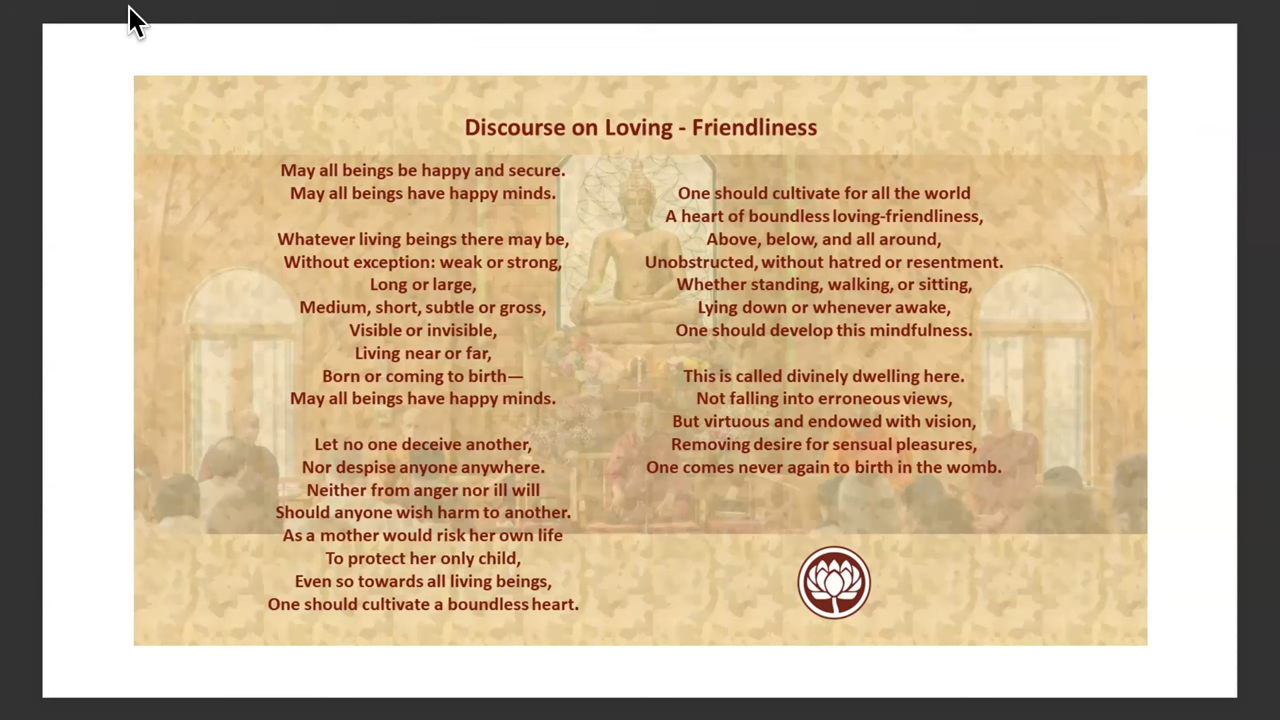 Discourse on Loving - Friendliness
May all beings be happy and secure.
May all beings have happy minds.
Whatever living beings there may be,
Without exception: weak or strong,
Long or large,
Medium, short, subtle or gross,
Visible or invisible,
Living near or far,
Born or coming to birth—
May all beings have happy minds.
Let no one deceive another,
Nor despise anyone anywhere.
Neither from anger nor ill will
Should anyone wish harm to another.
As a mother would risk her own life
To protect her only child,
Even so towards all living beings,
One should cultivate a boundless heart.
One should cultivate for all the world
A heart of boundless loving-friendliness,
Above, below, and all around,
Unobstructed, without hatred or resentment.
Whether standing, walking, or sitting,
Lying down or whenever awake,
One should develop this mindfulness.
This is called divinely dwelling here.
Not falling into erroneous views,
But virtuous and endowed with vision,
Removing desire for sensual pleasures,
One comes never again to birth in the womb.